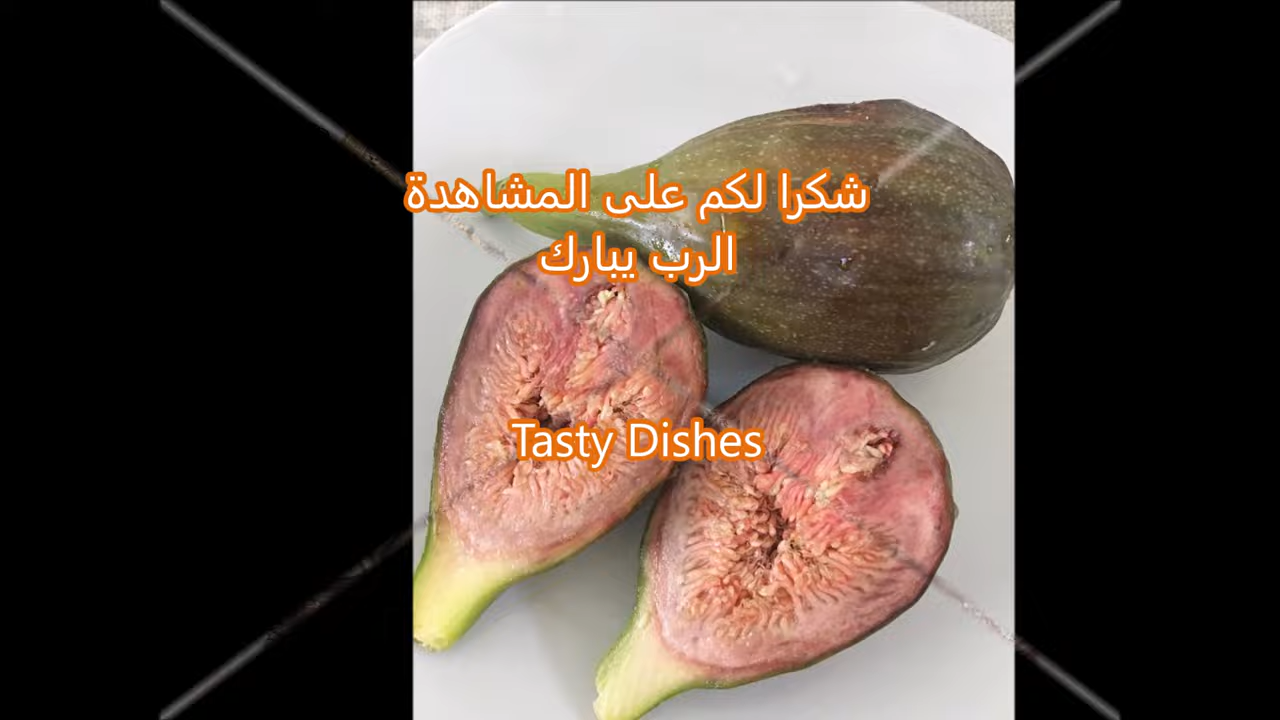 شكرا لكم على المشاهدة
الرب يبارك
Tasty Dishes